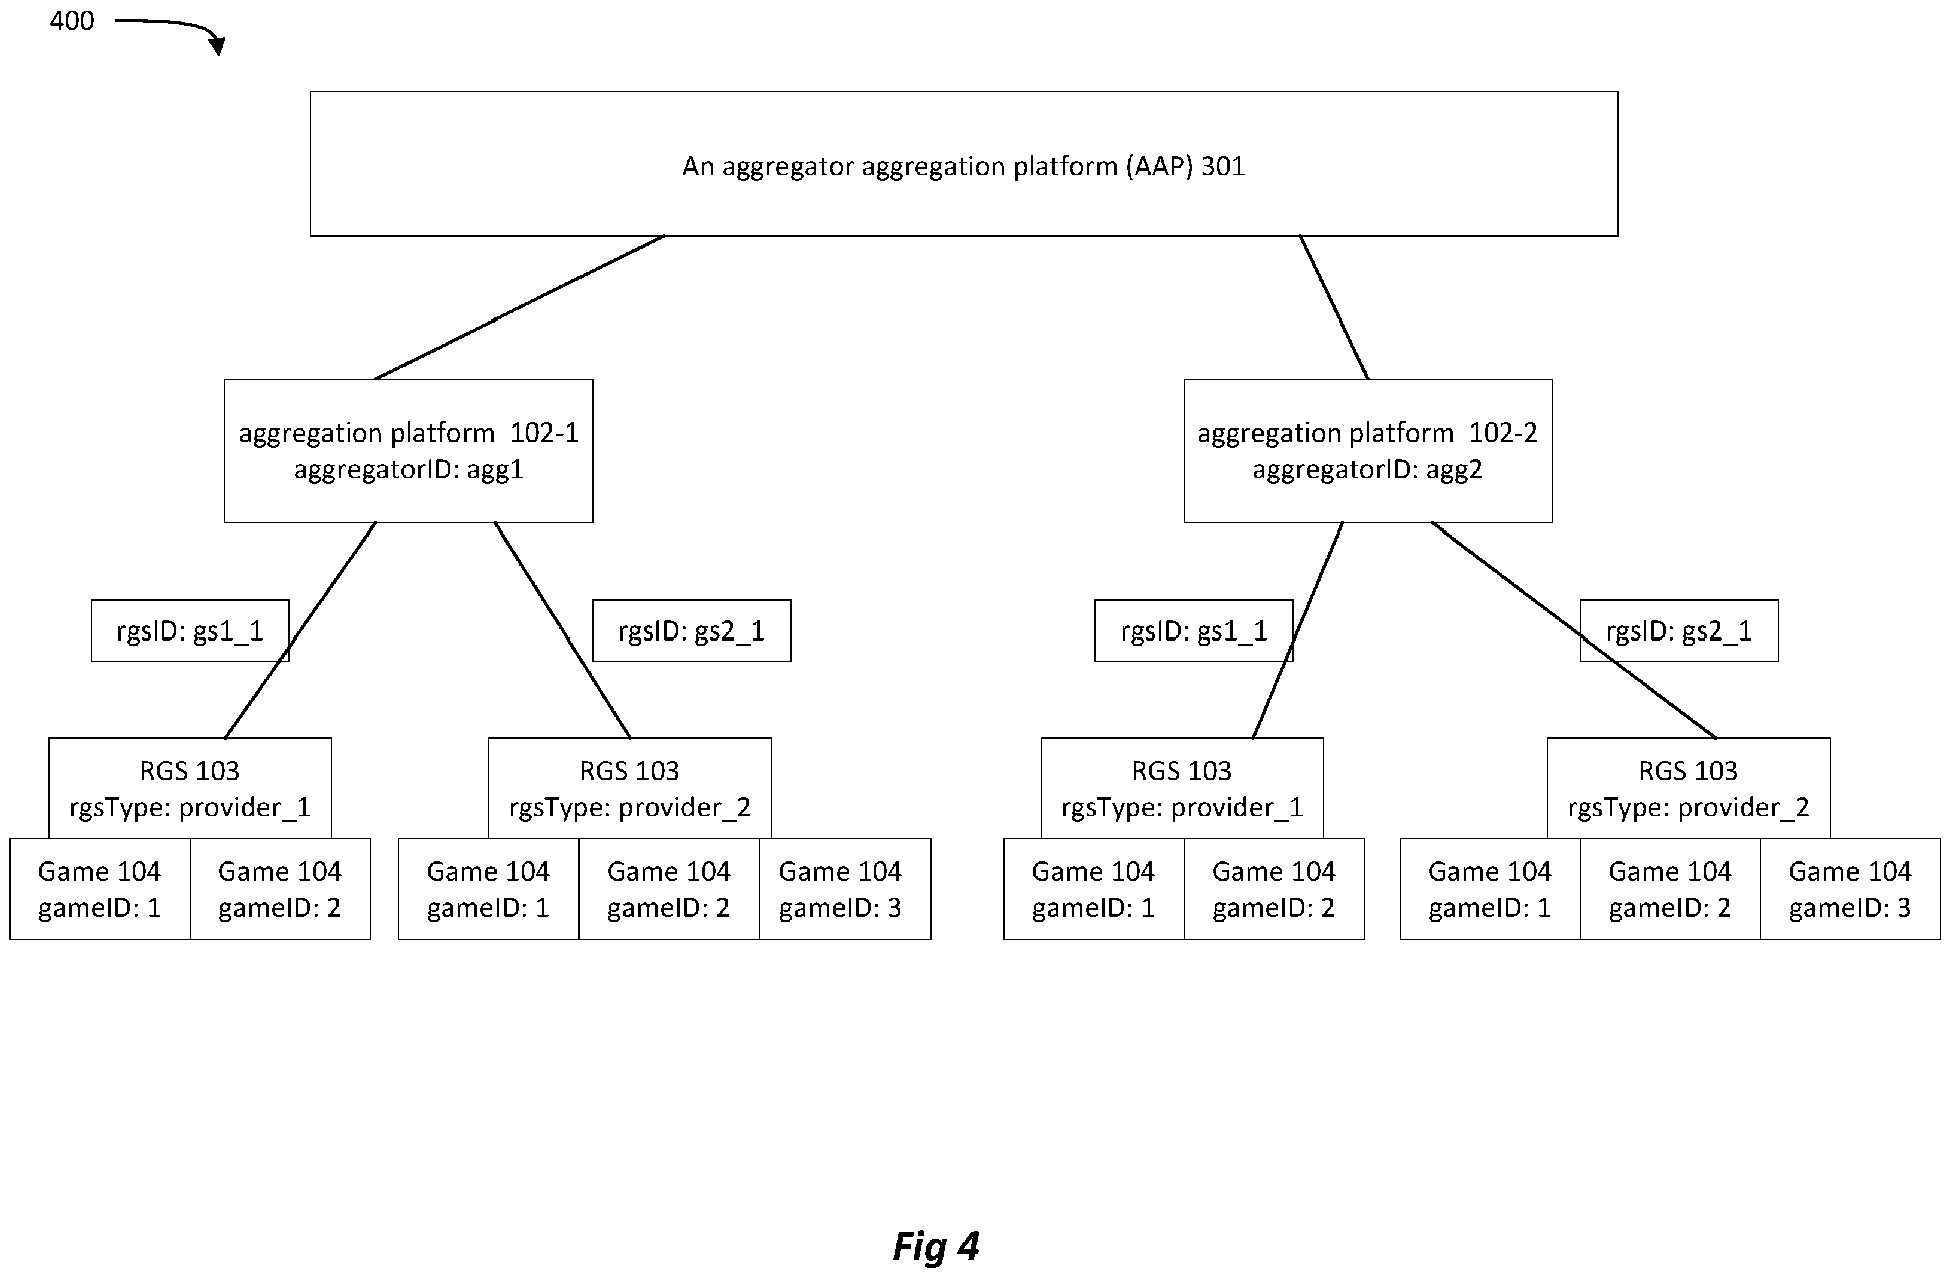 400
An aggregator aggregation platform (AAP) 301
aggregation platform 102-1
aggregatorID: agg1
aggregation platform 102-2
aggregatorID: agg2
rgsID: gs1_1
rgsID: gs2_1
rgsID: gs1_1
rgsID: gs2_1
RGS 103
rgsType: provider_1
RGS 103
rgsType: provider_2
RGS 103
rgsType: provider_1
RGS 103
rgsType: provider_2
Game 104
gameID: 1
Game 104
gameID: 2
Game 104
gameID: 1
Game 104
gameID: 2
Game 104
gameID: 3
Game 104
gameID: 1
Game 104
gameID: 2
Game 104
gameID: 1
Game 104
gameID: 2
Game 104
gameID: 3
Fig 4